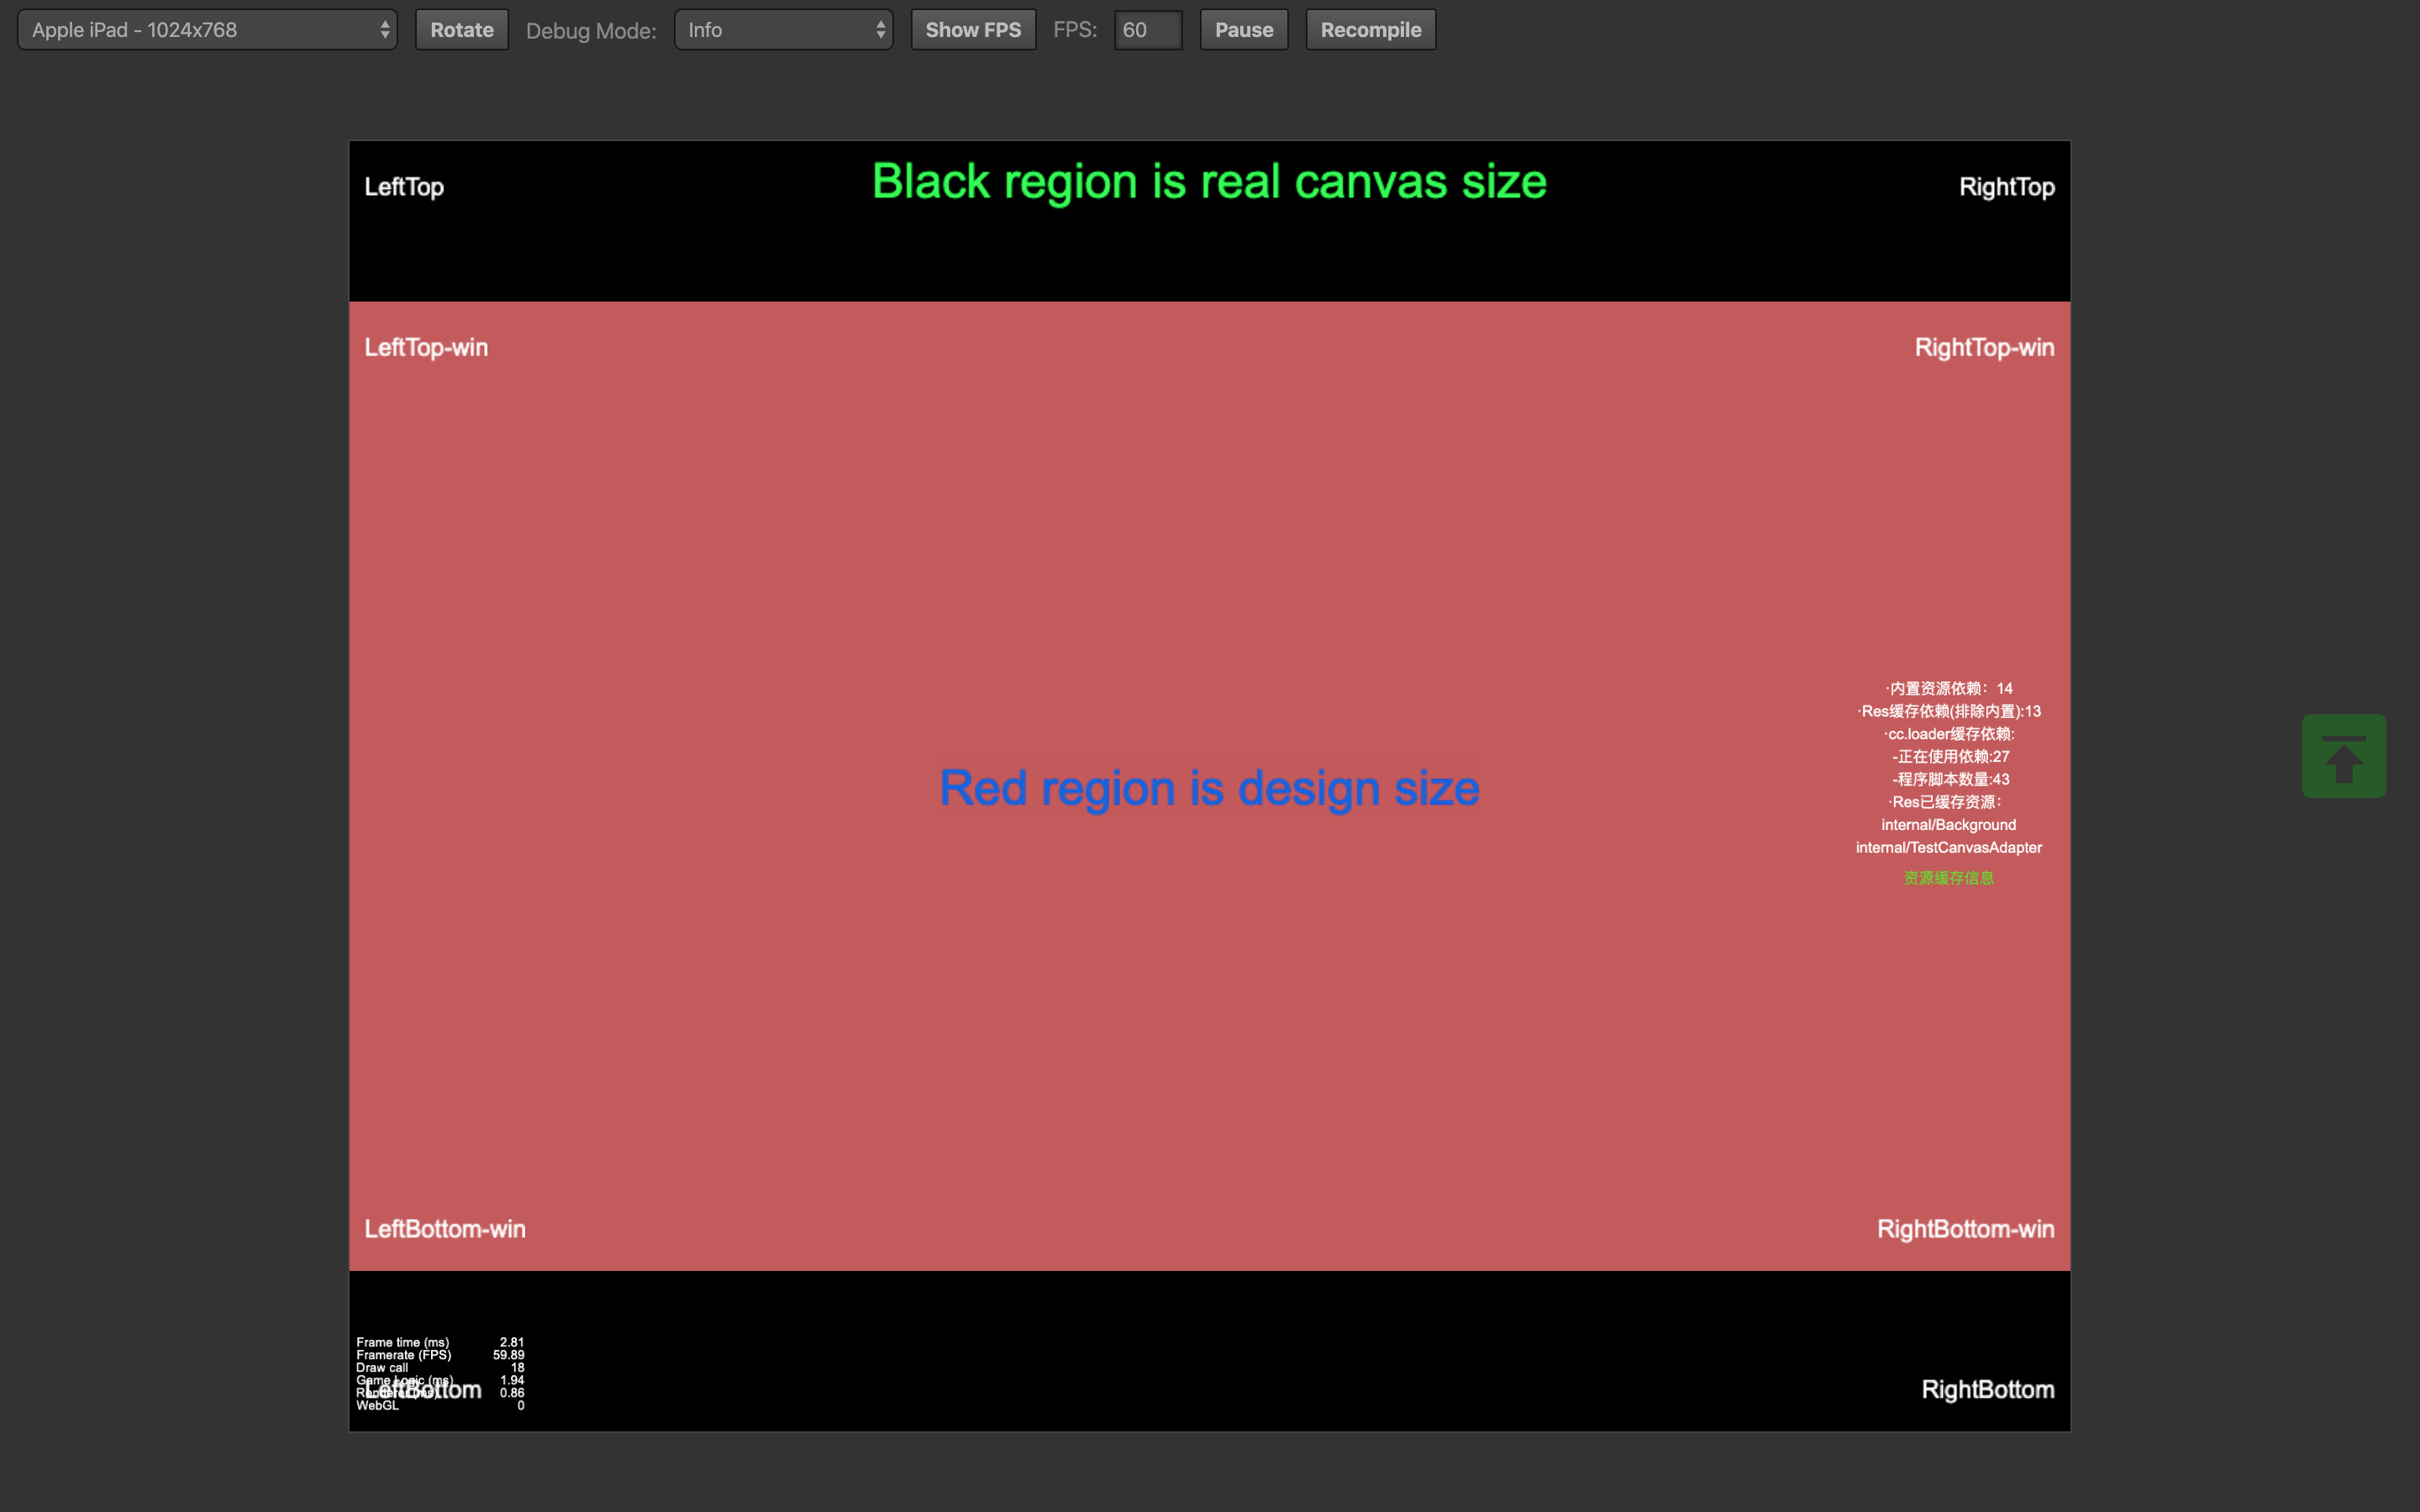 Apple iPad - 1024x768 Rotate Debug Mode: Info Show FPS FPS: 60 Pause Recompile
LeftTop Black region is real canvas size RightTop
LeftTop-win RightTop-win
·内置资源依赖：14
·Res缓存依赖(排除内置):13
·cc.loader缓存依赖:
-正在使用依赖:27
-程序脚本数量:43
·Res已缓存资源：
internal/Background
internal/TestCanvasAdapter
资源缓存信息
Red region is design size
LeftBottom-win RightBottom-win
Frame time (ms) 2.81
Framerate (FPS) 59.89
Draw call 18
Game Logic (ms) 1.94
Renderer (ms) 0.86
WebGL 0
LeftBottom RightBottom